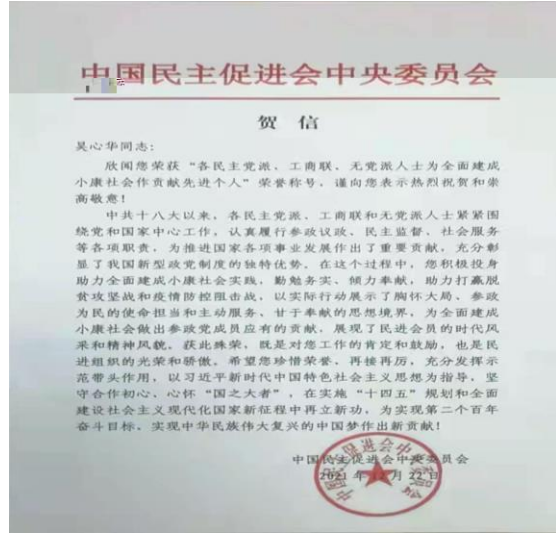 中国民主促进会中央委员会
贺 信
吴心华同志：
欣闻您荣获“各民主党派、工商联、无党派人士为全面建成
小康社会作贡献先进个人”荣誉称号，谨向您表示热烈祝贺和崇
高敬意！
中共十八大以来，各民主党派、工商联和无党派人士紧紧围
绕党和国家中心工作，认真履行参政议政、民主监督、社会服务
等各项职责，为推进国家各项事业发展作出了重要贡献，充分彰
显了我国新型政党制度的独特优势。在这个过程中，您积极投身
助力全面建成小康社会实践，勤勉务实、倾力奉献，助力打赢脱
贫攻坚战和疫情防控阻击战，以实际行动展示了胸怀大局、参政
为民的使命担当和主动服务、甘于奉献的思想境界，为全面建成
小康社会做出参政党成员应有的贡献，展现了民进会员的时代风
采和精神风貌。获此殊荣，既是对您工作的肯定和鼓励，也是民
进组织的光荣和骄傲。希望您珍惜荣誉、再接再厉，充分发挥示
范带头作用，以习近平新时代中国特色社会主义思想为指导，坚
守合作初心，心怀“国之大者”，在实施“十四五”规划和全面
建设社会主义现代化国家新征程中再立新功，为实现第二个百年
奋斗目标、实现中华民族伟大复兴的中国梦作出新贡献！
中国民主促进会中央委员会
2021年 月22日
中国民主促进会中央委员会